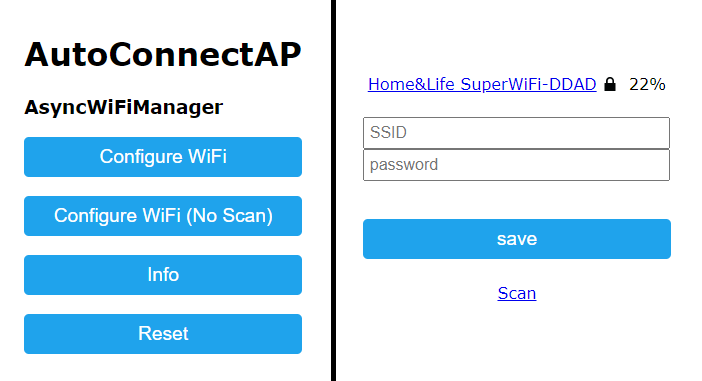 AutoConnectAP
AsyncWiFiManager
Configure WiFi
Configure WiFi (No Scan)
Info
Reset
Home&Life SuperWiFi-DDAD 22%
SSID
password
save
Scan